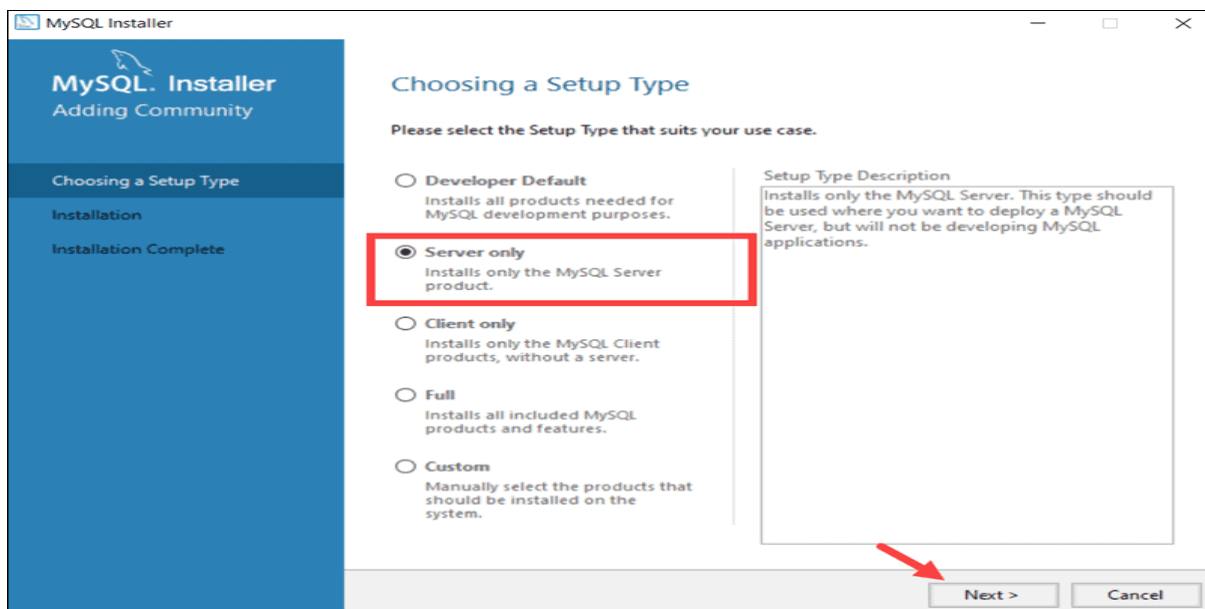 MySQL Installer
MySQL. Installer
Adding Community
Choosing a Setup Type
Installation
Installation Complete
Choosing a Setup Type
Please select the Setup Type that suits your use case.
Developer Default
Installs all products needed for
MySQL development purposes.
Server only
Installs only the MySQL Server
product.
Client only
Installs only the MySQL Client
products, without a server.
Full
Installs all included MySQL
products and features.
Custom
Manually select the products that
should be installed on the
system.
Setup Type Description
Installs only the MySQL Server. This type should
be used where you want to deploy a MySQL
Server, but will not be developing MySQL
applications.
Next >
Cancel